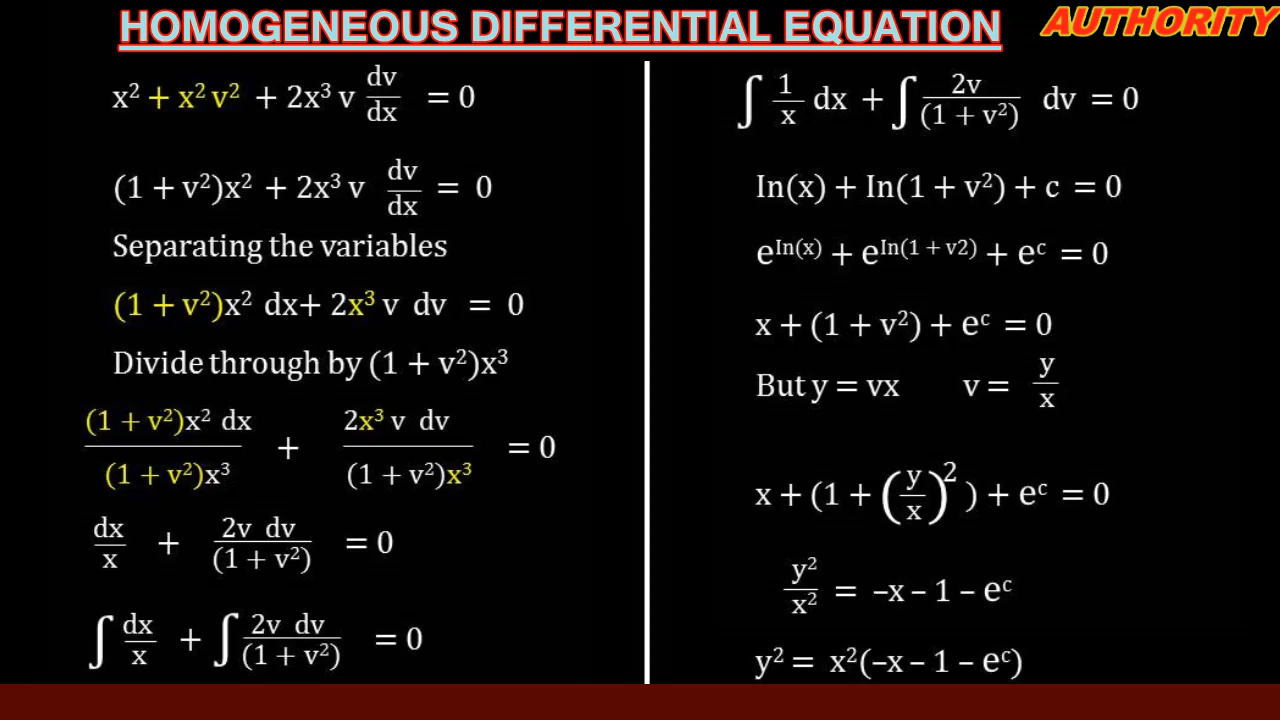 HOMOGENEOUS DIFFERENTIAL EQUATION
AUTHORITY
x² + x² v² + 2x³ v dv/dx = 0
(1 + v²)x² + 2x³ v dv/dx = 0
Separating the variables
(1 + v²)x² dx+ 2x³ v dv = 0
Divide through by (1 + v²)x³
(1 + v²)x² dx/(1 + v²)x³ + 2x³ v dv/(1 + v²)x³ = 0
dx/x + 2v dv/(1 + v²) = 0
∫ dx/x + ∫ 2v dv/(1 + v²) = 0
∫ 1/x dx + ∫ 2v/(1 + v²) dv = 0
In(x) + In(1 + v²) + c = 0
e^In(x) + e^In(1 + v2) + e^c = 0
x + (1 + v²) + e^c = 0
But y = vx v = y/x
x + (1 + (y/x)²) + e^c = 0
y²/x² = –x – 1 – e^c
y² = x²(–x – 1 – e^c)